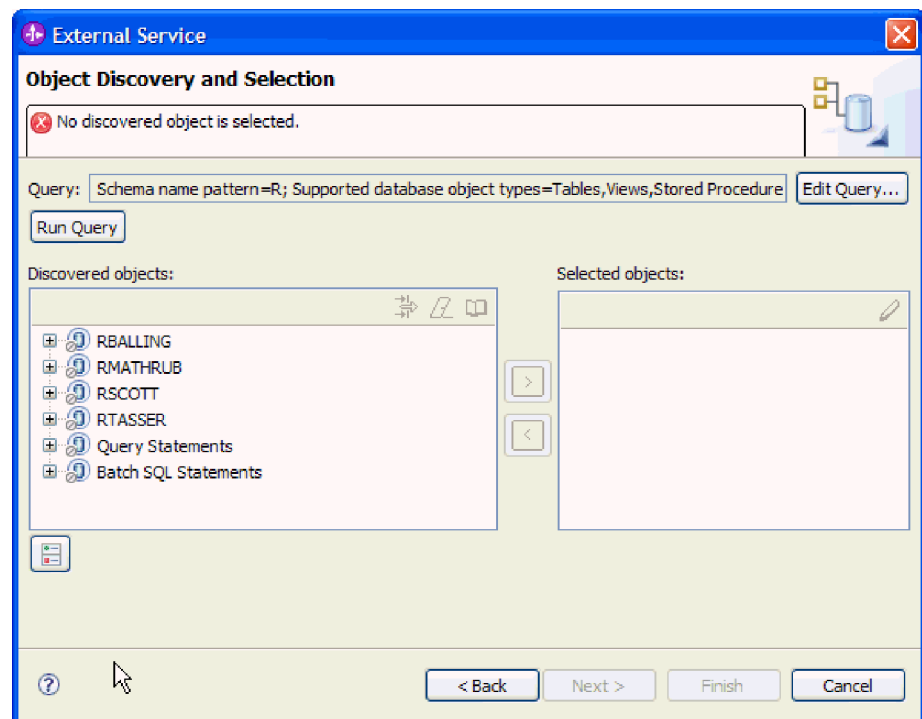 External Service
Object Discovery and Selection
No discovered object is selected.
Query: Schema name pattern=R; Supported database object types=Tables,Views,Stored Procedure Edit Query...
Run Query
Discovered objects: Selected objects:
RBALLING
RMATHRUB
RSCOTT
RTASSER
Query Statements
Batch SQL Statements
> 
<
? < Back Next > Finish Cancel